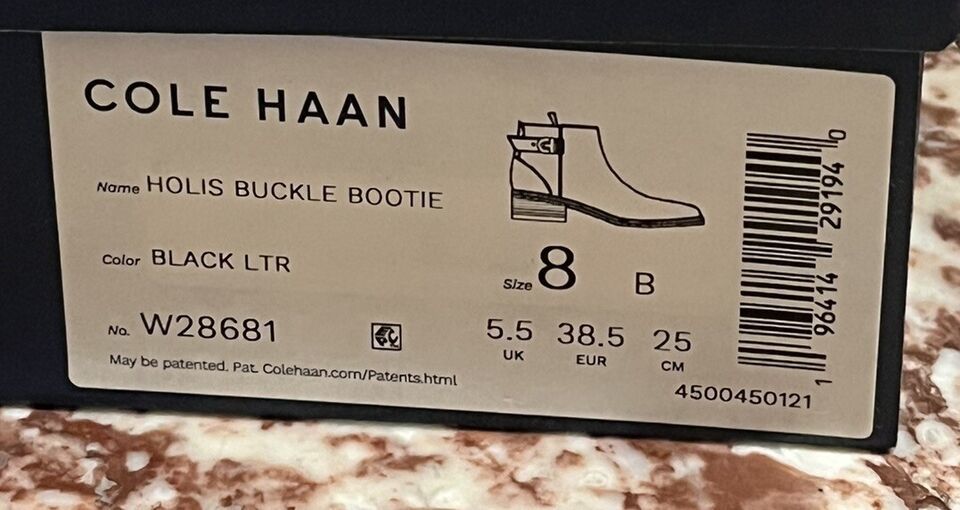 COLE HAAN
Name HOLIS BUCKLE BOOTIE
Color BLACK LTR
No. W28681
May be patented. Pat. Colehaan.com/Patents.html
Size 8 B
5.5 38.5 25
UK EUR CM
4500450121
1 96414 29194 0